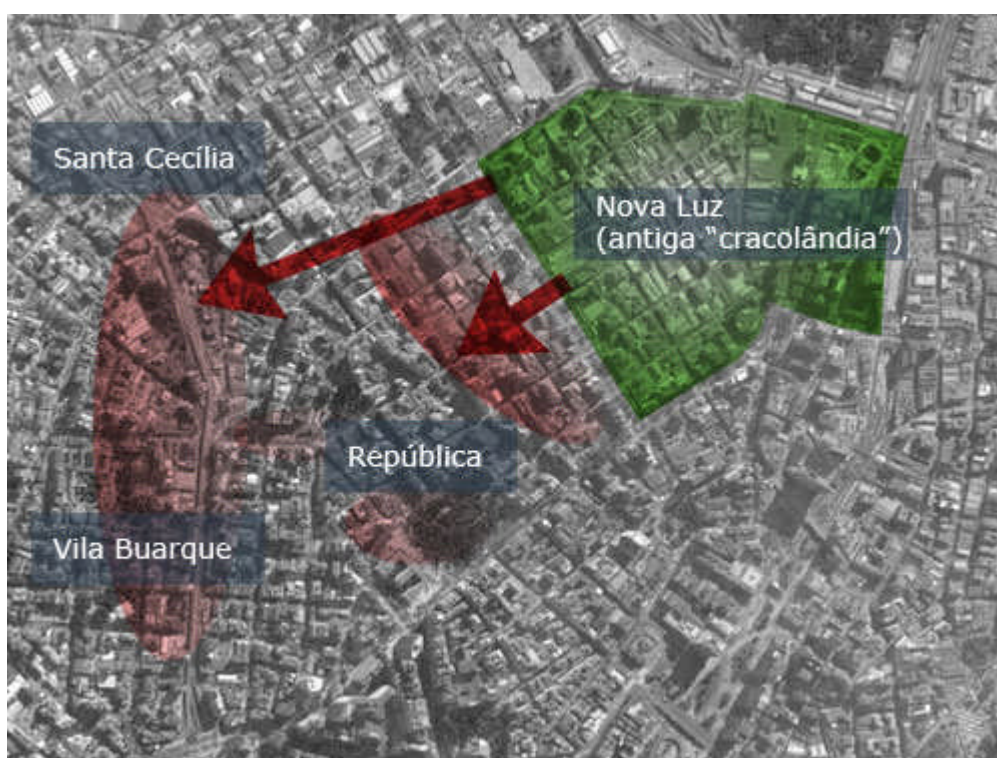 Santa Cecília
Nova Luz
(antiga “cracolândia”)
República
Vila Buarque